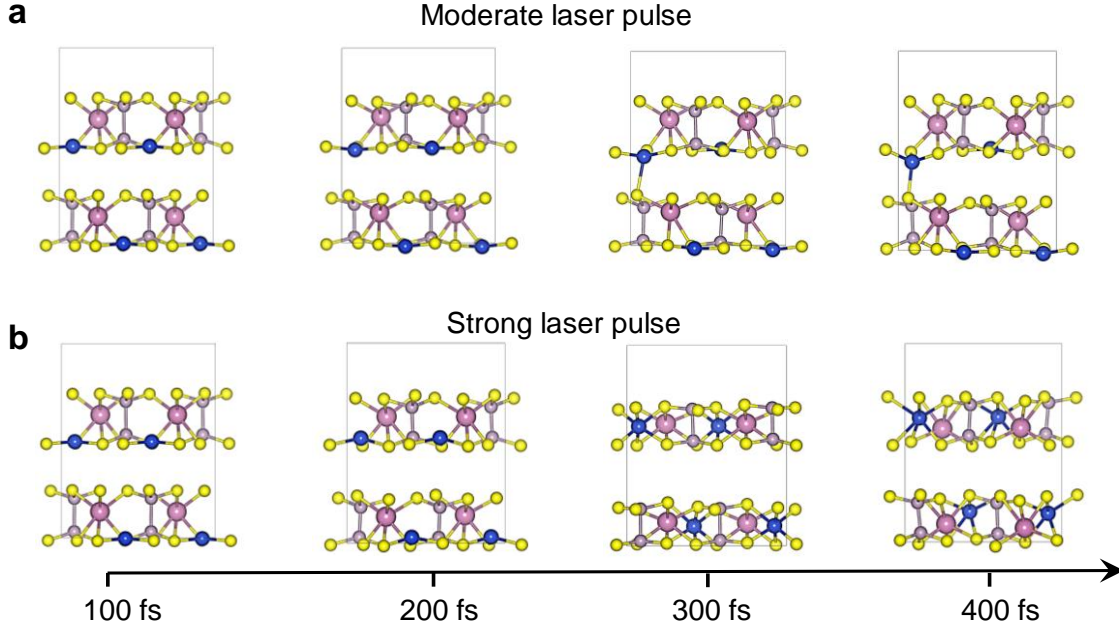 a
Moderate laser pulse
b
Strong laser pulse
100 fs
200 fs
300 fs
400 fs